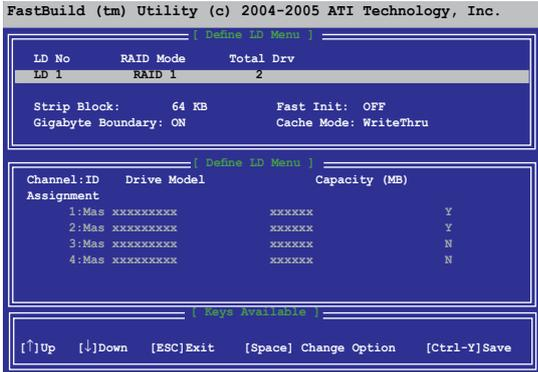 FastBuild (tm) Utility (c) 2004-2005 ATI Technology, Inc.
[ Define LD Menu ]
LD No RAID Mode Total Drv
LD 1 RAID 1 2
Strip Block: 64 KB Fast Init: OFF
Gigabyte Boundary: ON Cache Mode: WriteThru
[ Define LD Menu ]
Channel:ID Drive Model Capacity (MB)
Assignment
1:Mas xxxxxxxxx xxxxxx Y
2:Mas xxxxxxxxx xxxxxx Y
3:Mas xxxxxxxxx xxxxxx N
4:Mas xxxxxxxxx xxxxxx N
[ Keys Available ]
[↑]Up [↓]Down [ESC]Exit [Space] Change Option [Ctrl-Y]Save